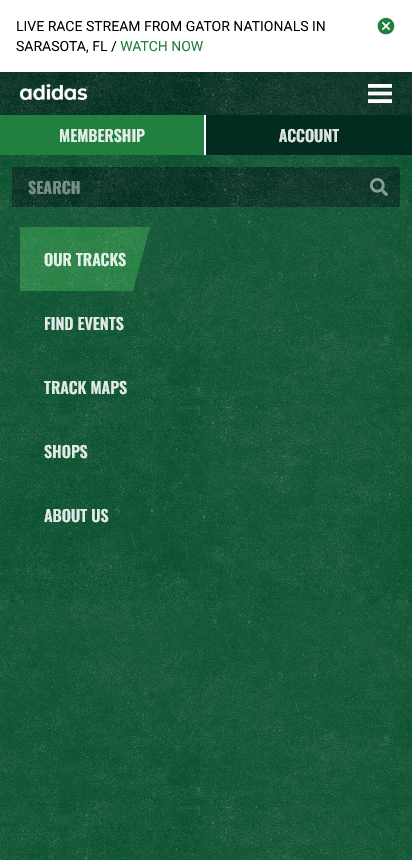 LIVE RACE STREAM FROM GATOR NATIONALS IN
SARASOTA, FL / WATCH NOW
adidas
MEMBERSHIP
ACCOUNT
SEARCH
OUR TRACKS
FIND EVENTS
TRACK MAPS
SHOPS
ABOUT US